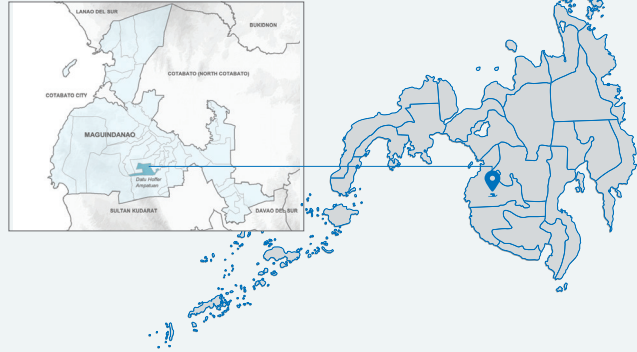 LANAO DEL SUR
BUKIDNON
COTABATO (NORTH COTABATO)
COTABATO CITY
MAGUINDANAO
Datu Hoffer
Ampatuan
SULTAN KUDARAT
DAVAO DEL SUR